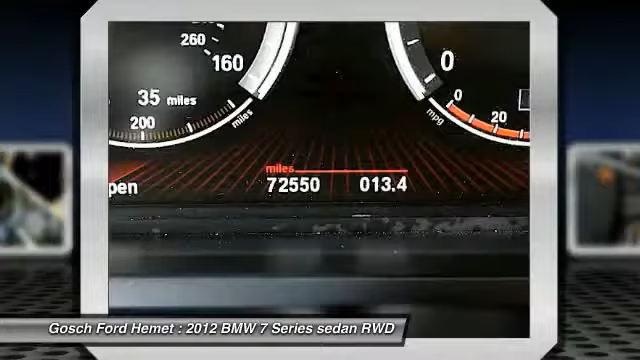 260
160
0
35 miles
0
200
miles
mpg
20
miles
pen
72550 013.4
Gosch Ford Hemet : 2012 BMW 7 Series sedan RWD